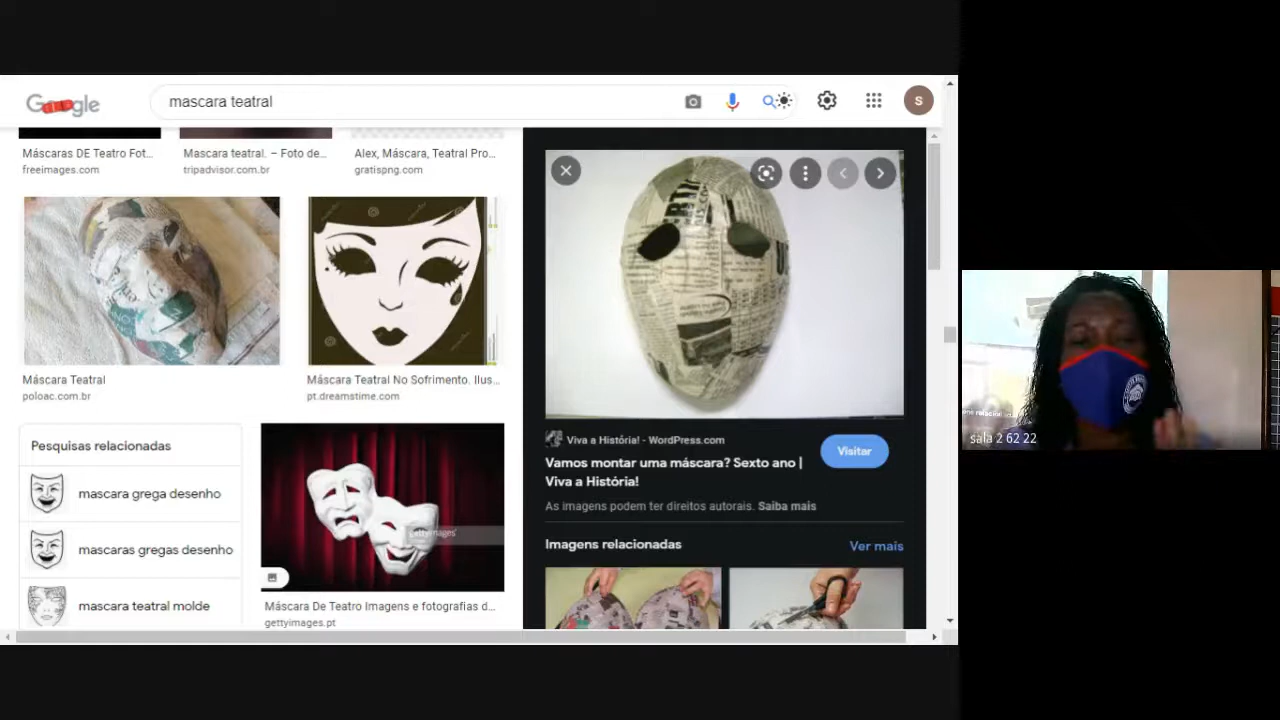 Google
mascara teatral
S
Máscaras DE Teatro Fot...
freeimages.com
Mascara teatral. – Foto de...
tripadvisor.com.br
Alex, Máscara, Teatral Pro...
gratispng.com
Máscara Teatral
poloac.com.br
Máscara Teatral No Sofrimento. Ilus...
pt.dreamstime.com
Pesquisas relacionadas
mascara grega desenho
mascaras gregas desenho
mascara teatral molde
gettyimages
Máscara De Teatro Imagens e fotografias d...
gettyimages.pt
Viva a História! - WordPress.com
Vamos montar uma máscara? Sexto ano |
Viva a História!
Visitar
As imagens podem ter direitos autorais. Saiba mais
Imagens relacionadas
Ver mais
sala 2 62 22